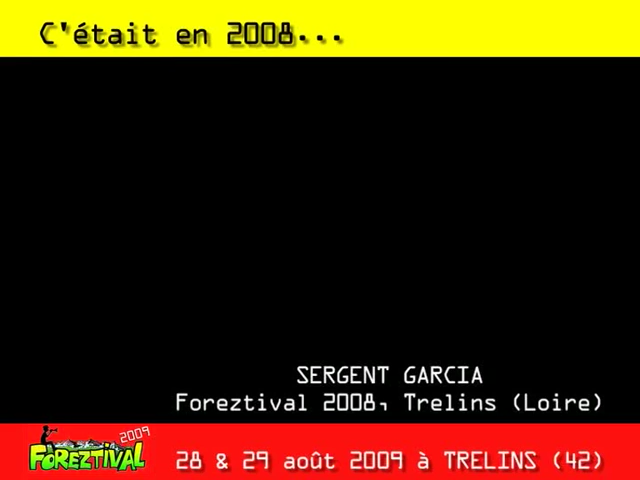 C'était en 2008...
SERGENT GARCIA
Foreztival 2008, Trelins (Loire)
2009
FOREZTIVAL
28 & 29 août 2009 à TRELINS (42)